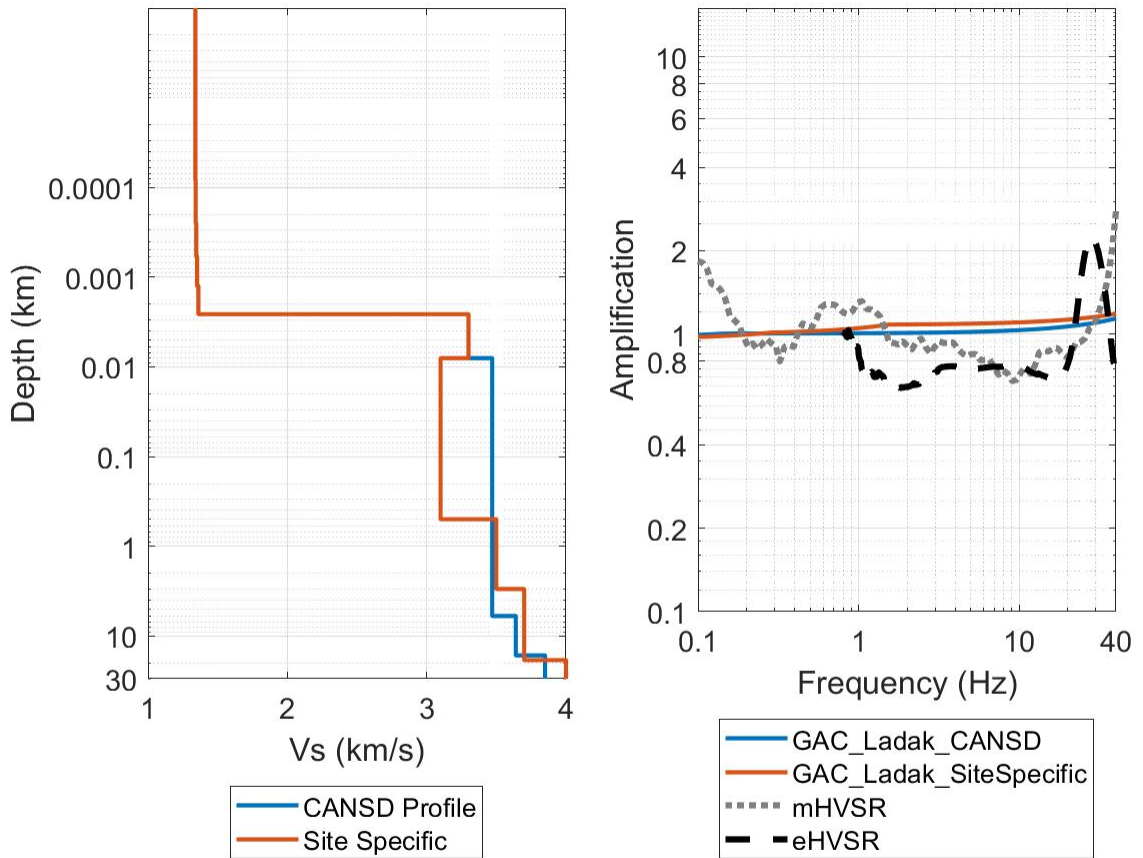 0.0001
0.001
0.01
0.1
1
10
30
Depth (km)
1
2
3
4
Vs (km/s)
CANSD Profile
Site Specific
10
8
6
4
2
1
0.8
0.4
0.2
0.1
Amplification
0.1
1
10
40
Frequency (Hz)
GAC_Ladak_CANSD
GAC_Ladak_SiteSpecific
mHVSR
eHVSR